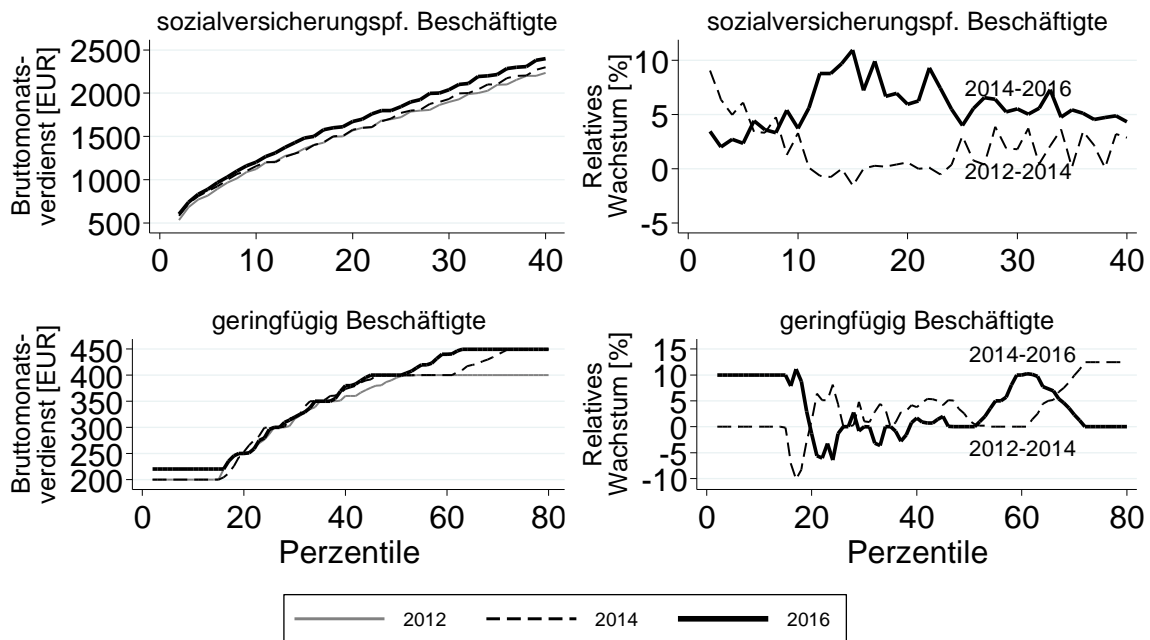 sozialversicherungspf. Beschäftigte
Bruttomonats-
verdienst [EUR]
2500
2000
1500
1000
500
0 10 20 30 40
sozialversicherungspf. Beschäftigte
Relatives
Wachstum [%]
10
5
0
-5
2014-2016
2012-2014
0 10 20 30 40
geringfügig Beschäftigte
Bruttomonats-
verdienst [EUR]
450
400
350
300
250
200
0 20 40 60 80
Perzentile
geringfügig Beschäftigte
Relatives
Wachstum [%]
15
10
5
0
-5
-10
2014-2016
2012-2014
0 20 40 60 80
Perzentile
2012 2014 2016